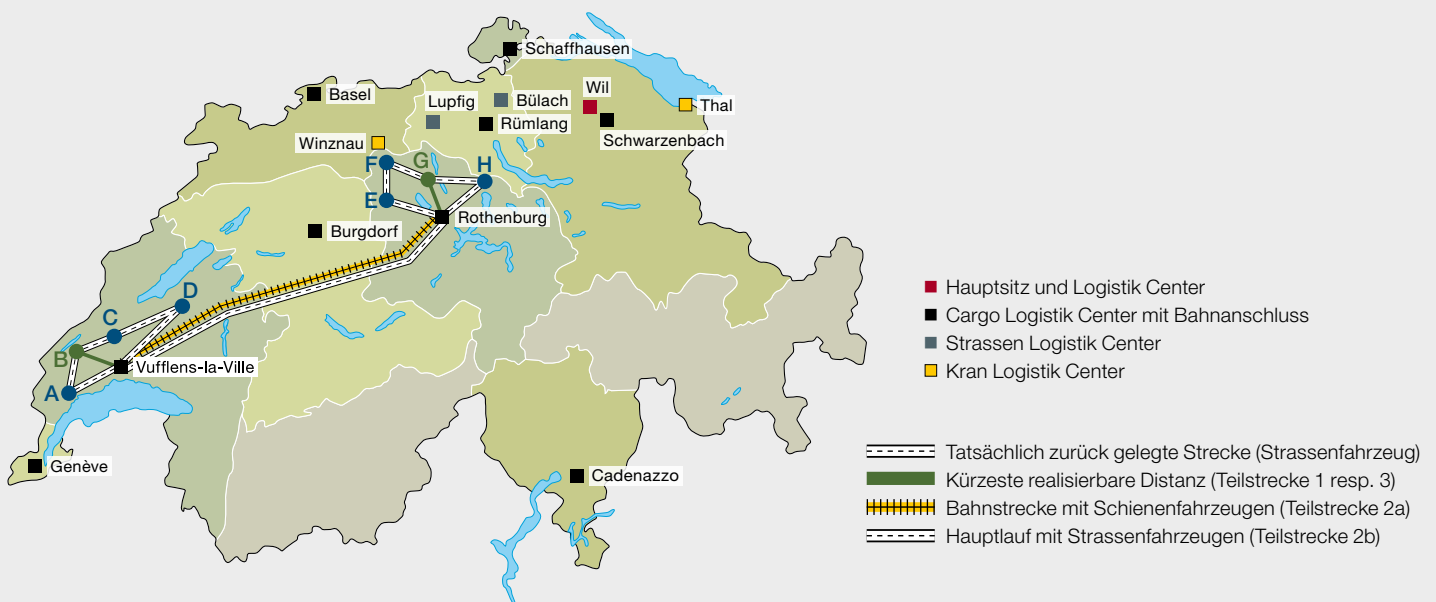 Schaffhausen
Basel
Wil
Lupfig
Bülach
Thal
Rümlang
Schwarzenbach
Winznau
F
G
H
E
Rothenburg
Burgdorf
D
C
B
Vufflens-la-Ville
A
Genève
Cadenazzo
Hauptsitz und Logistik Center
Cargo Logistik Center mit Bahnanschluss
Strassen Logistik Center
Kran Logistik Center
Tatsächlich zurück gelegte Strecke (Strassenfahrzeug)
Kürzeste realisierbare Distanz (Teilstrecke 1 resp. 3)
Bahnstrecke mit Schienenfahrzeugen (Teilstrecke 2a)
Hauptlauf mit Strassenfahrzeugen (Teilstrecke 2b)